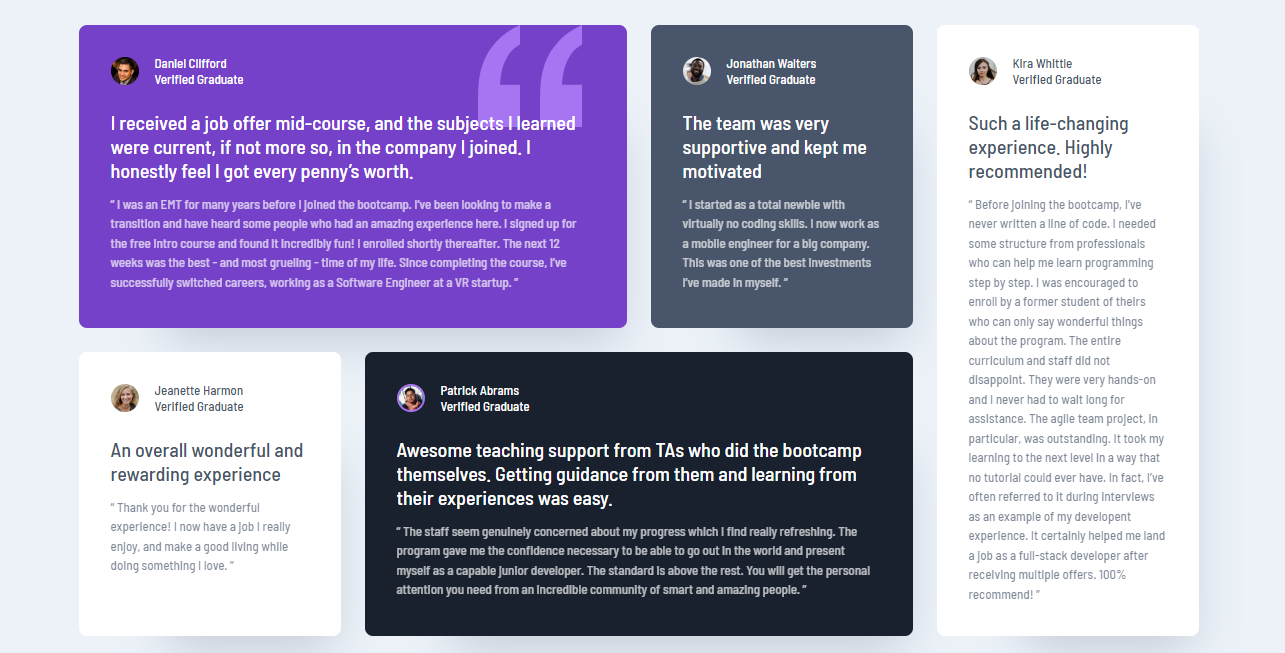 Daniel Clifford
Verified Graduate
I received a job offer mid-course, and the subjects I learned
were current, if not more so, in the company I joined. I
honestly feel I got every penny’s worth.
“ I was an EMT for many years before I joined the bootcamp. I’ve been looking to make a
transition and have heard some people who had an amazing experience here. I signed up for
the free intro course and found it incredibly fun! I enrolled shortly thereafter. The next 12
weeks was the best - and most grueling - time of my life. Since completing the course, I’ve
successfully switched careers, working as a Software Engineer at a VR startup. ”
Jonathan Walters
Verified Graduate
The team was very
supportive and kept me
motivated
“ I started as a total newbie with
virtually no coding skills. I now work as
a mobile engineer for a big company.
This was one of the best investments
I’ve made in myself. ”
Kira Whittle
Verified Graduate
Such a life-changing
experience. Highly
recommended!
“ Before joining the bootcamp, I’ve
never written a line of code. I needed
some structure from professionals
who can help me learn programming
step by step. I was encouraged to
enroll by a former student of theirs
who can only say wonderful things
about the program. The entire
curriculum and staff did not
disappoint. They were very hands-on
and I never had to wait long for
assistance. The agile team project, in
particular, was outstanding. It took my
learning to the next level in a way that
no tutorial could ever have. In fact, I’ve
often referred to it during interviews
as an example of my developent
experience. It certainly helped me land
a job as a full-stack developer after
receiving multiple offers. 100%
recommend! ”
Jeanette Harmon
Verified Graduate
An overall wonderful and
rewarding experience
“ Thank you for the wonderful
experience! I now have a job I really
enjoy, and make a good living while
doing something I love. ”
Patrick Abrams
Verified Graduate
Awesome teaching support from TAs who did the bootcamp
themselves. Getting guidance from them and learning from
their experiences was easy.
“ The staff seem genuinely concerned about my progress which I find really refreshing. The
program gave me the confidence necessary to be able to go out in the world and present
myself as a capable junior developer. The standard is above the rest. You will get the personal
attention you need from an incredible community of smart and amazing people. ”